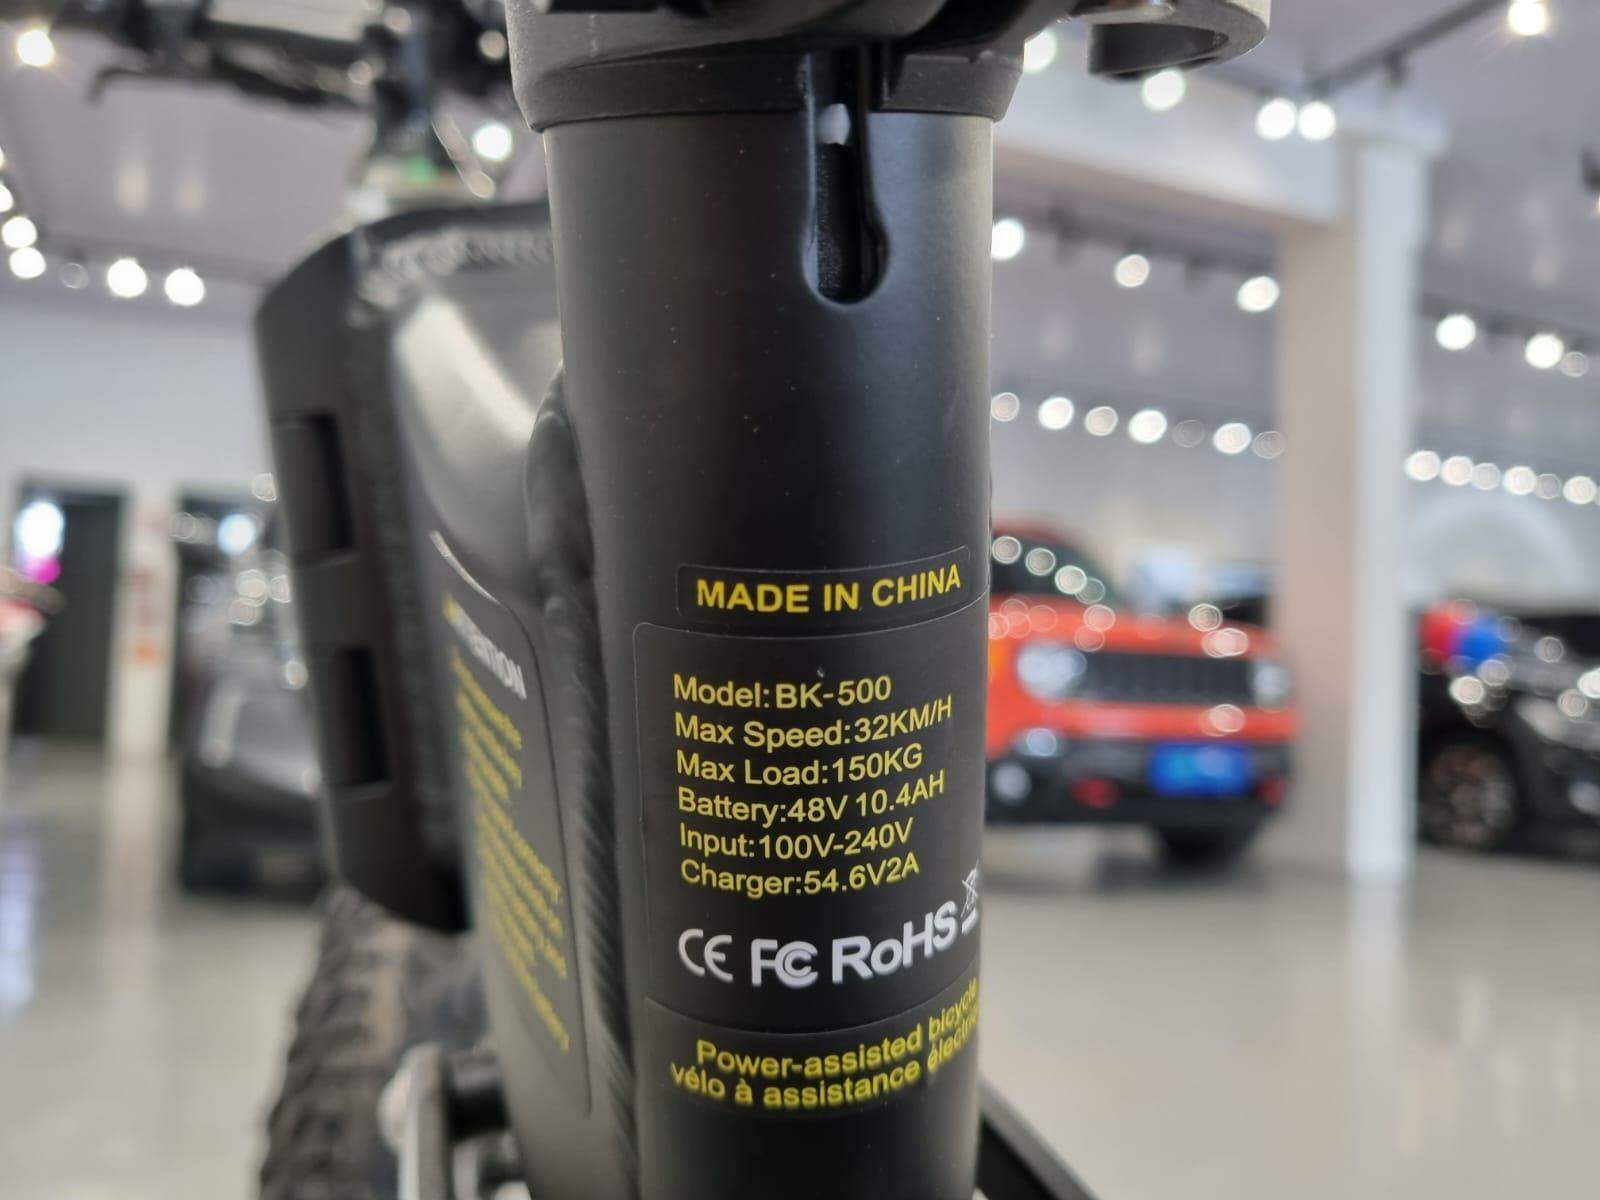 MADE IN CHINA
Model:BK-500
Max Speed:32KM/H
Max Load:150KG
Battery:48V 10.4AH
Input:100V-240V
Charger:54.6V2A
CE FC RoHS
Power-assisted bicycle
vélo à assistance